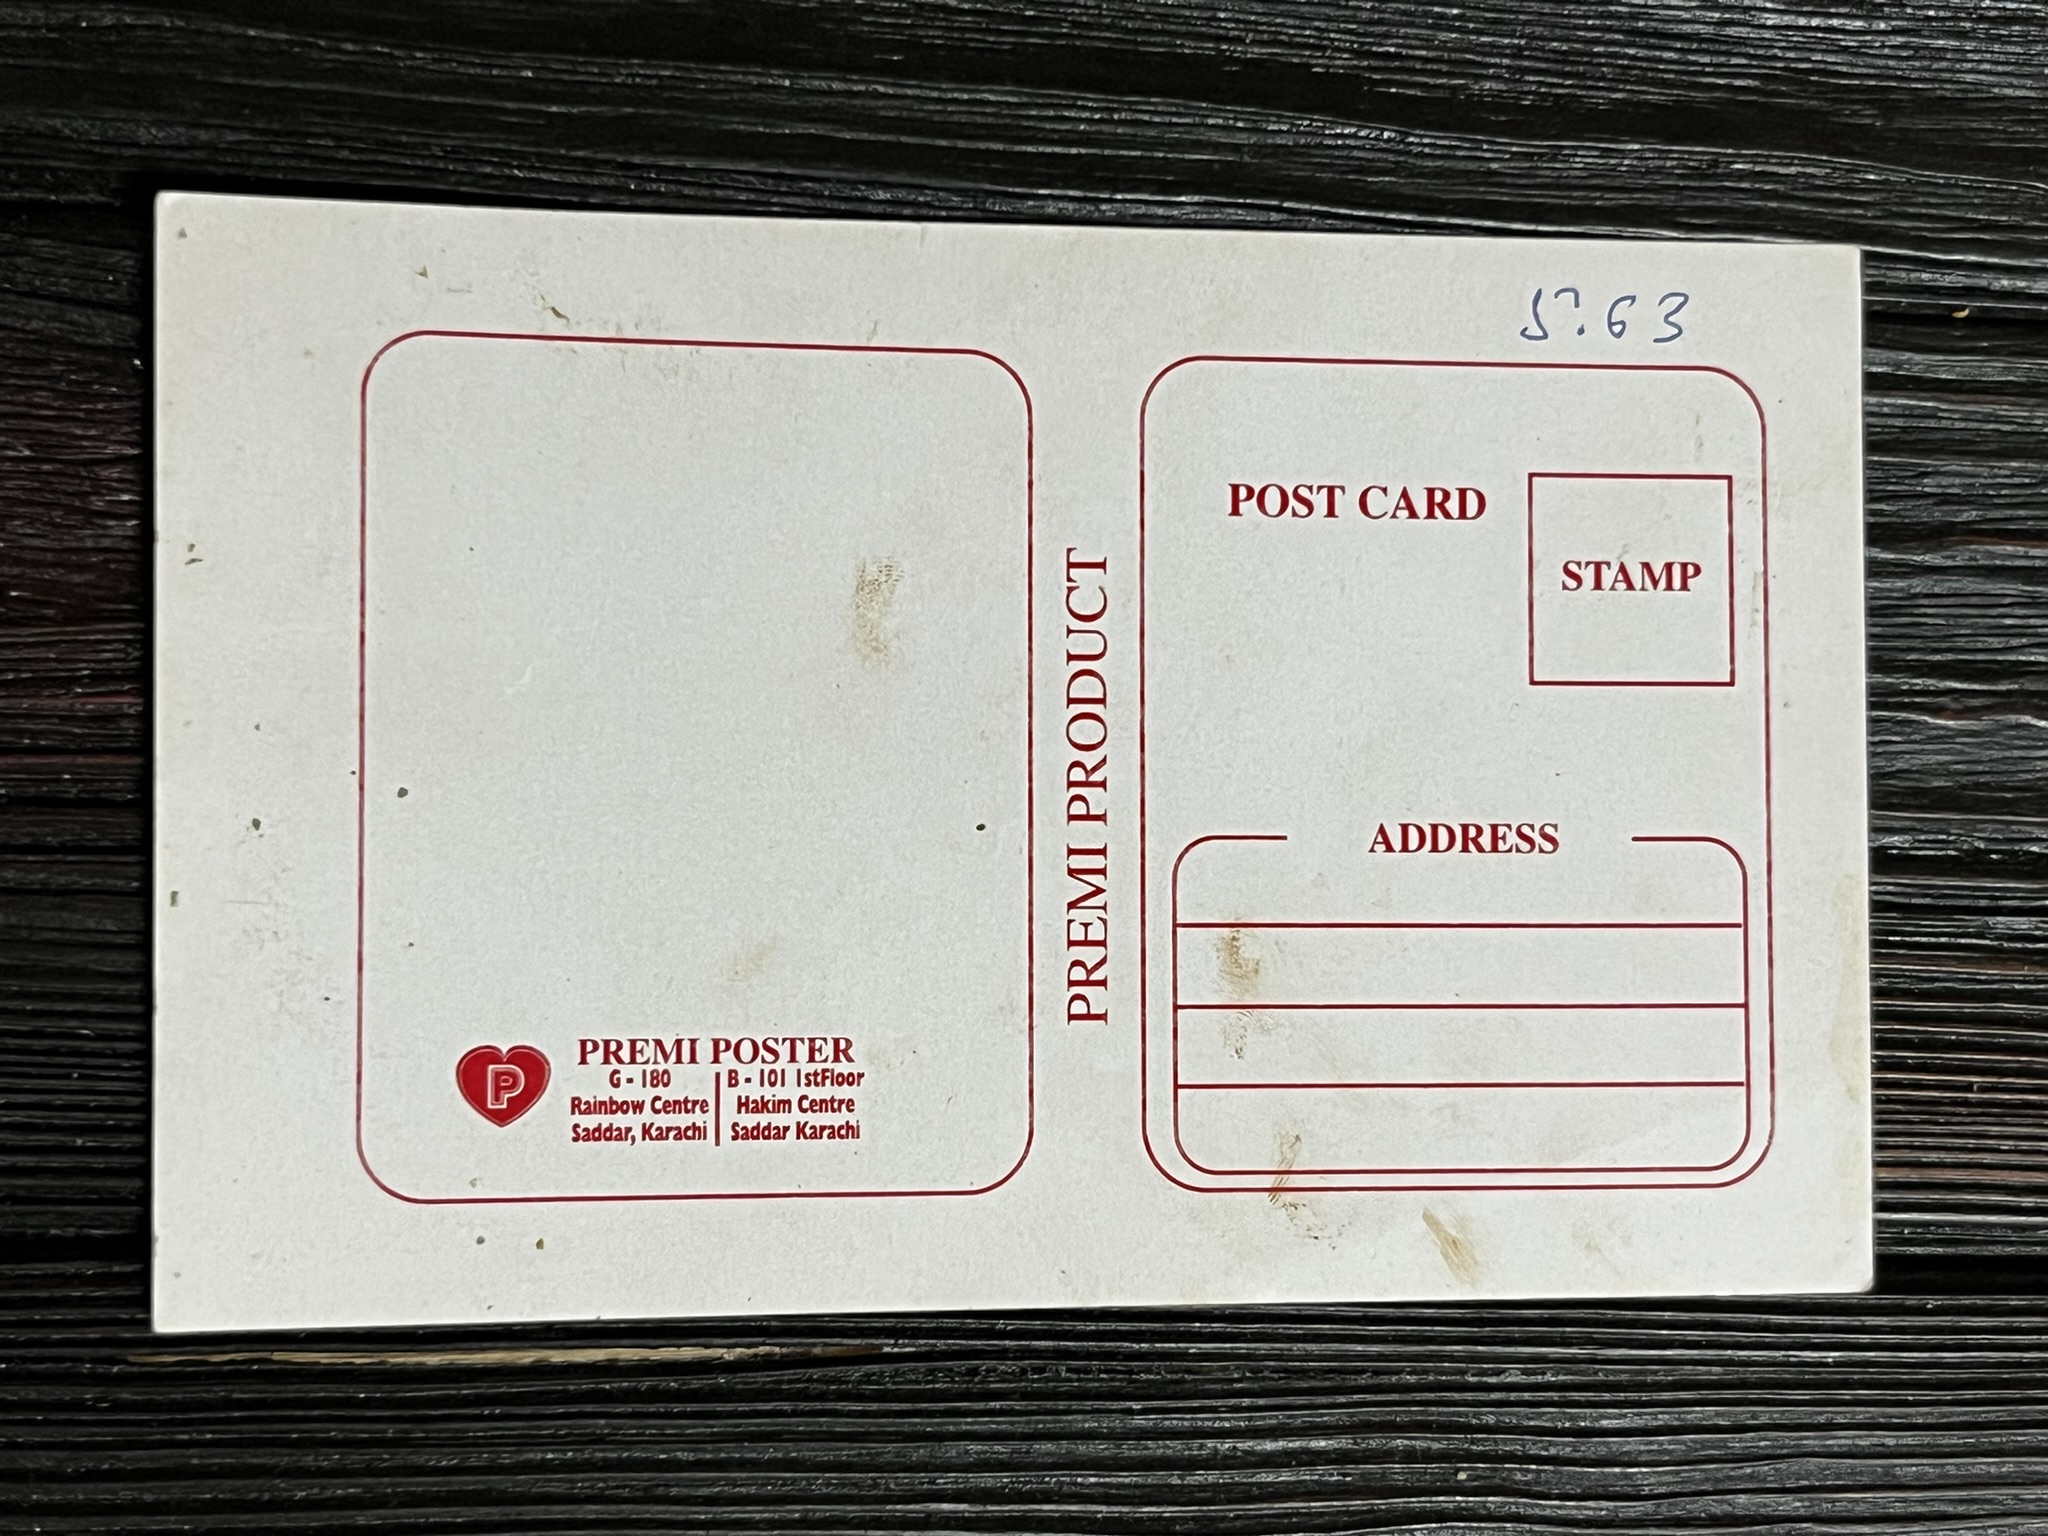 5?.63
POST CARD
STAMP
PREMI PRODUCT
ADDRESS
P
PREMI POSTER
G - 180
Rainbow Centre
Saddar, Karachi
B - 101 1stFloor
Hakim Centre
Saddar Karachi